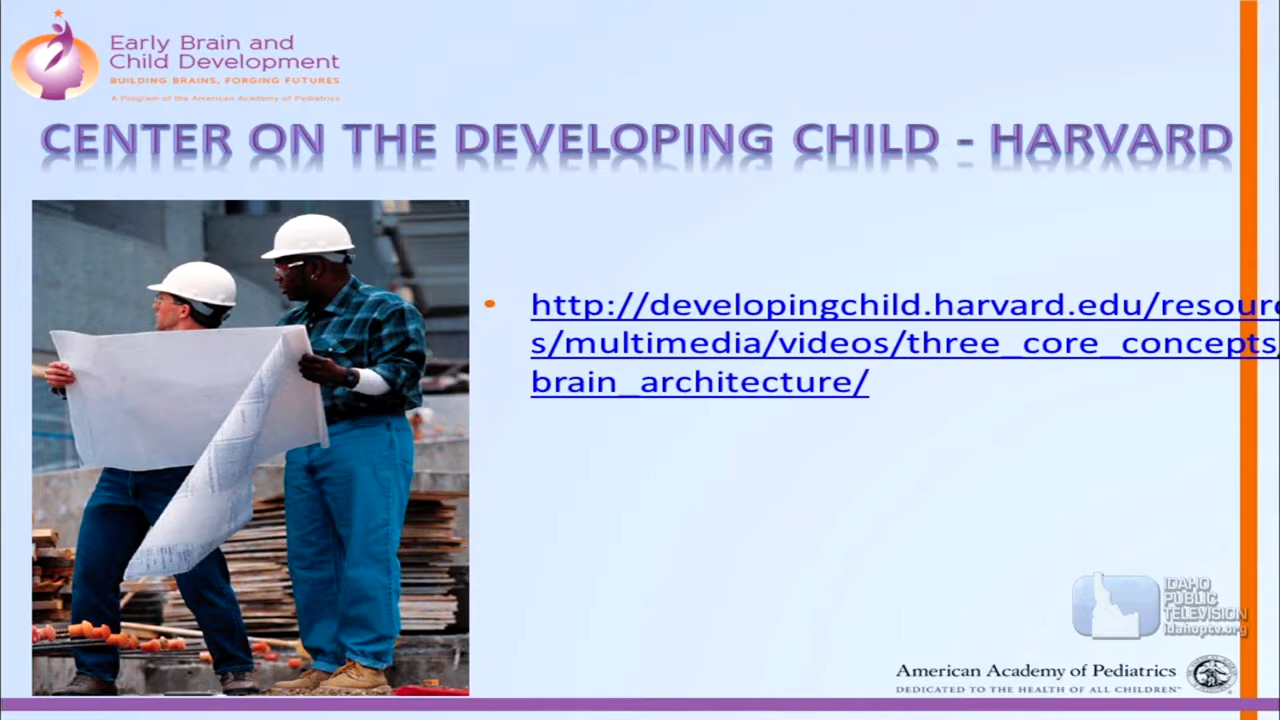 Early Brain and
Child Development
BUILDING BRAINS, FORGING FUTURES
A Program of the American Academy of Pediatrics
CENTER ON THE DEVELOPING CHILD - HARVARD
• http://developingchild.harvard.edu/resourc
s/multimedia/videos/three_core_concepts/
brain_architecture/
IDAHO
PUBLIC
TELEVISION
idahoptv.org
American Academy of Pediatrics
DEDICATED TO THE HEALTH OF ALL CHILDREN™